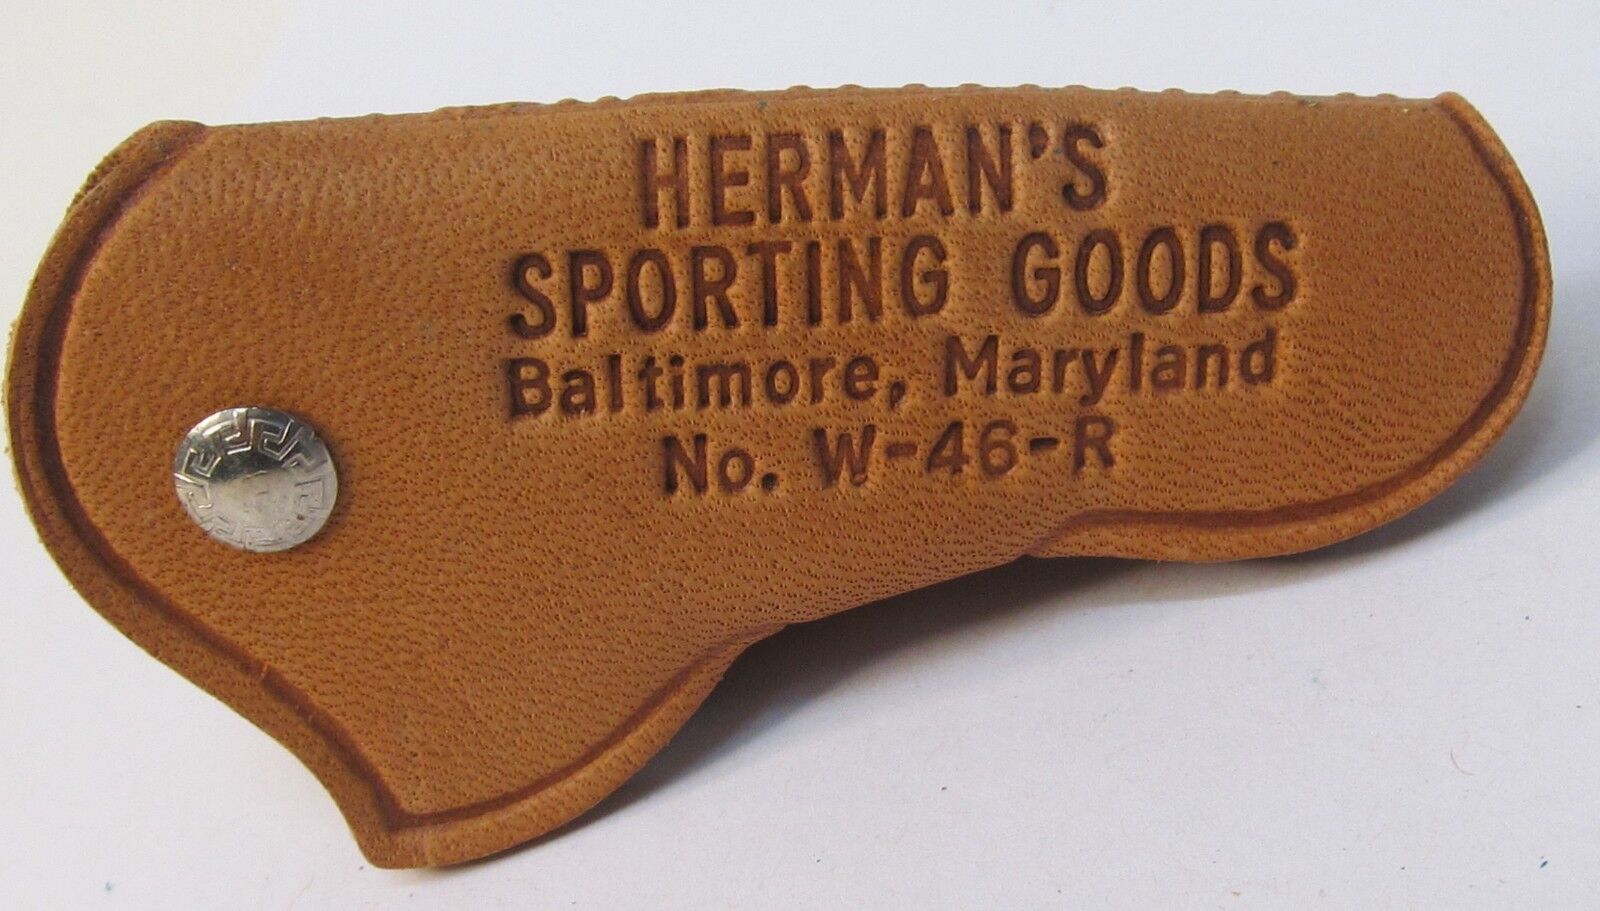 HERMAN'S
SPORTING GOODS
Baltimore, Maryland
No. W-46-R